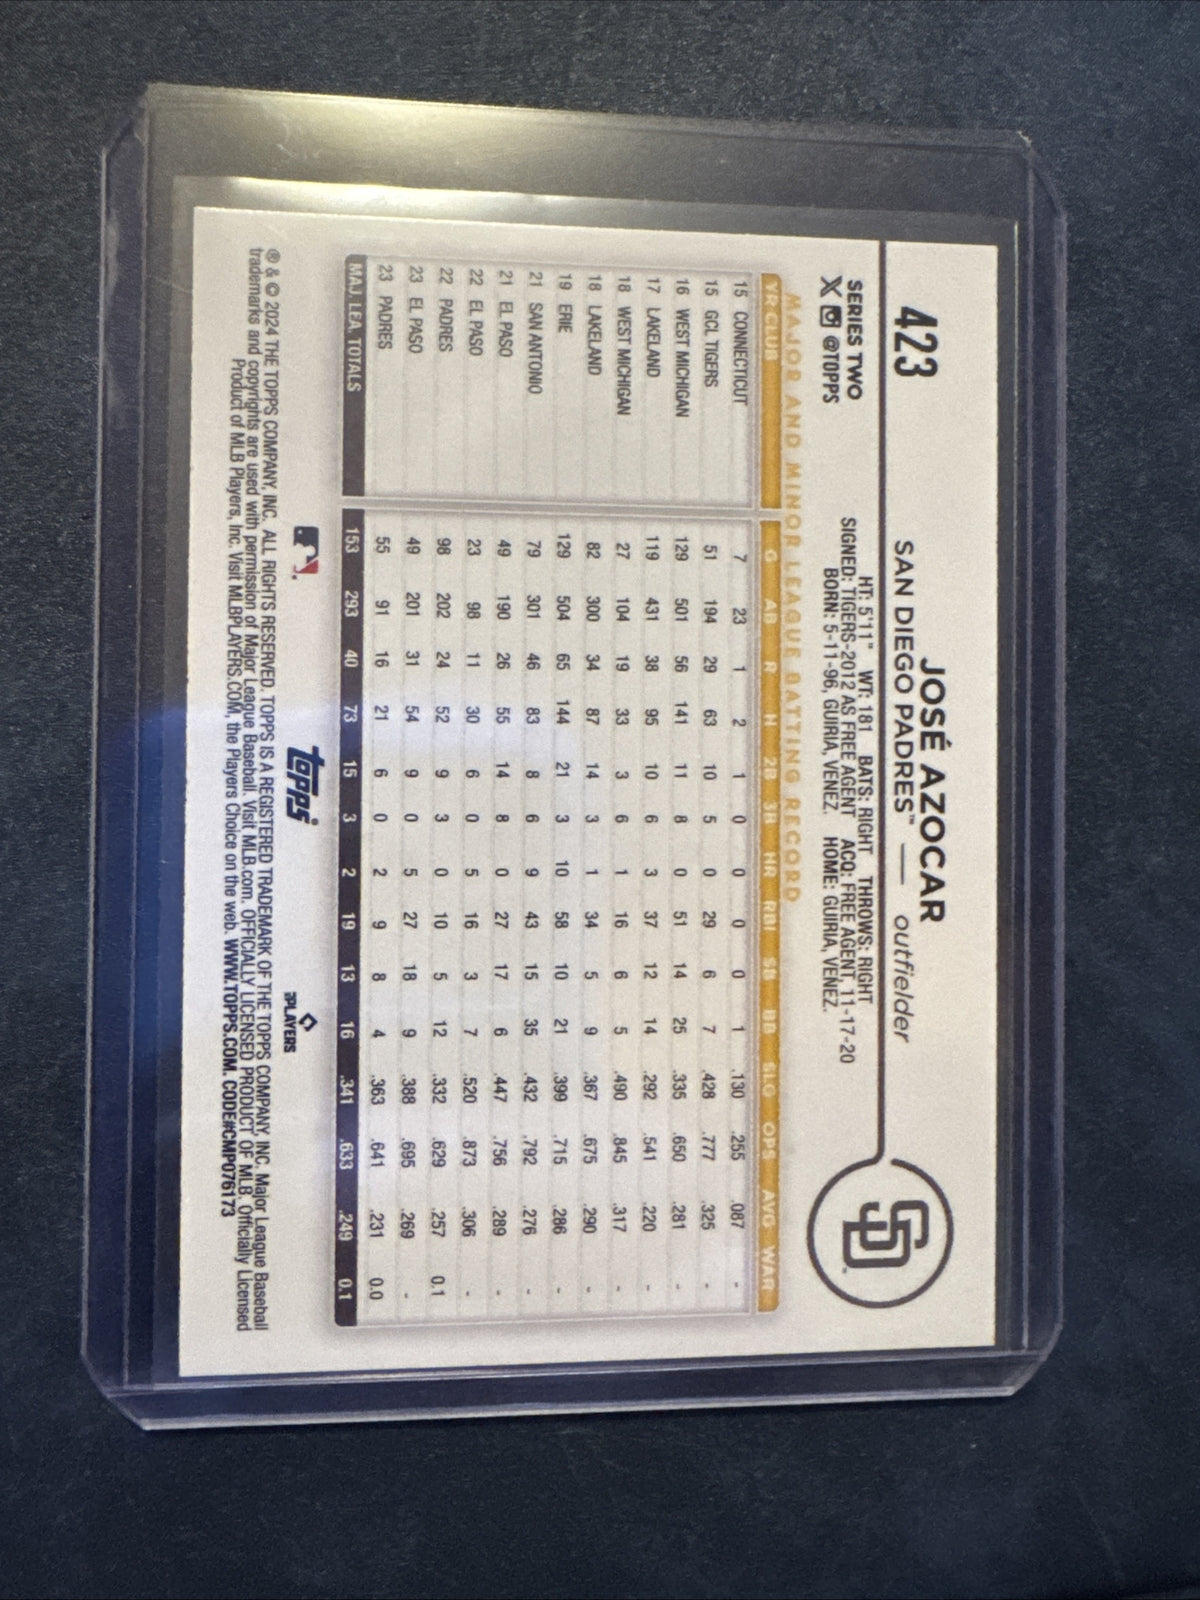 423
JOSÉ AZOCAR
SAN DIEGO PADRES™ — outfielder
SD
SERIES TWO
@TOPPS
HT: 5'11" WT: 181 BATS: RIGHT THROWS: RIGHT
SIGNED: TIGERS-2012 AS FREE AGENT ACQ: FREE AGENT, 11-17-20
BORN: 5-11-96, GUIRIA, VENEZ. HOME: GUIRIA, VENEZ.
MAJOR AND MINOR LEAGUE BATTING RECORD
YR CLUB G AB R H 2B 3B HR RBI SB BB SLG OPS AVG WAR
15 CONNECTICUT 7 23 1 2 1 0 0 0 0 1 .130 .255 .087 -
15 GCL TIGERS 51 194 29 63 10 5 0 29 6 7 .428 .777 .325 -
16 WEST MICHIGAN 129 501 56 141 11 8 0 51 14 25 .335 .650 .281 -
17 LAKELAND 119 431 38 95 10 6 3 37 12 14 .292 .541 .220 -
18 WEST MICHIGAN 27 104 19 33 3 6 1 16 6 5 .490 .845 .317 -
18 LAKELAND 82 300 34 87 14 3 1 34 5 9 .367 .675 .290 -
19 ERIE 129 504 65 144 21 3 10 58 10 21 .399 .715 .286 -
21 SAN ANTONIO 79 301 46 83 8 6 9 43 15 35 .432 .792 .276 -
21 EL PASO 49 190 26 55 14 8 0 27 17 6 .447 .756 .289 -
22 EL PASO 23 98 11 30 6 0 5 16 3 7 .520 .873 .306 -
22 PADRES 98 202 24 52 9 3 0 10 5 12 .332 .629 .257 0.1
23 EL PASO 49 201 31 54 9 0 5 27 18 9 .388 .695 .269 -
23 PADRES 55 91 16 21 6 0 2 9 8 4 .363 .641 .231 0.0
MAJ. LEA. TOTALS 153 293 40 73 15 3 2 19 13 16 .341 .633 .249 0.1
topps
PLAYERS
® & © 2024 THE TOPPS COMPANY, INC. ALL RIGHTS RESERVED. TOPPS IS A REGISTERED TRADEMARK OF THE TOPPS COMPANY, INC. Major League Baseball
trademarks and copyrights are used with permission of Major League Baseball. Visit MLB.com. OFFICIALLY LICENSED PRODUCT OF MLB. Officially Licensed
Product of MLB Players, Inc. Visit MLBPLAYERS.COM, the Players Choice on the web. WWW.TOPPS.COM. CODE#CMP076173